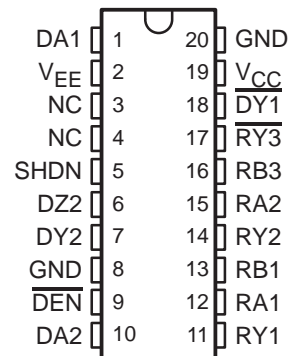 DA1 1 20 GND
VEE 2 19 VCC
NC 3 18 DY1
NC 4 17 RY3
SHDN 5 16 RB3
DZ2 6 15 RA2
DY2 7 14 RY2
GND 8 13 RB1
DEN 9 12 RA1
DA2 10 11 RY1